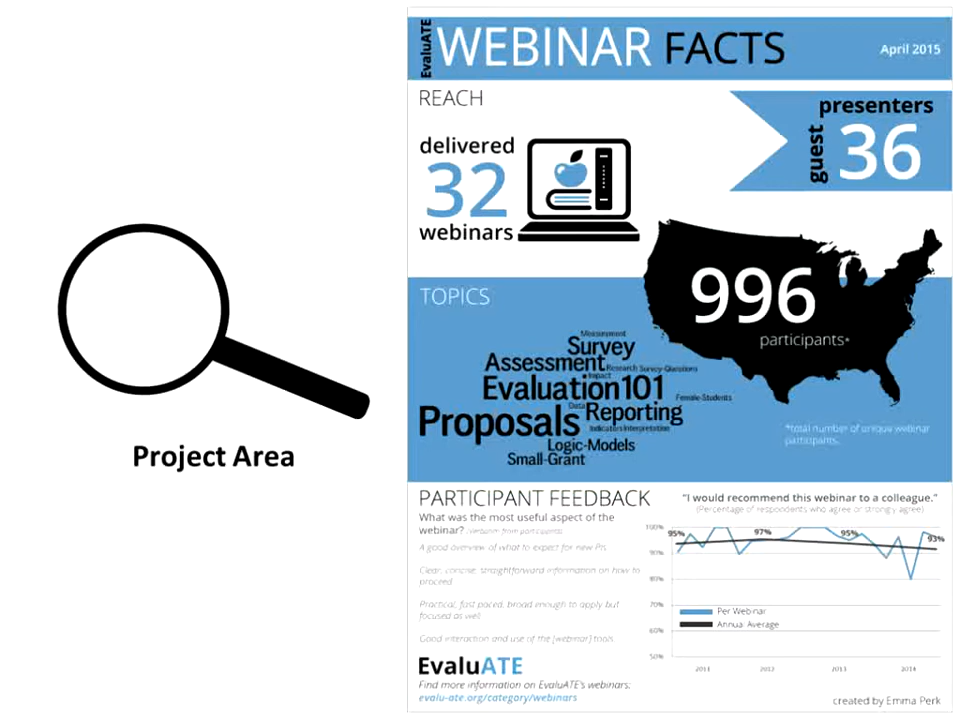 Project Area
EvaluATE
WEBINAR FACTS
April 2015
REACH
delivered
32
webinars
guest
presenters
36
996
participants*
*total number of unique webinar
participants.
TOPICS
Measurement
Survey
Assessment
Research Survey-Questions
Impact
Evaluation101
Female-Students
Data
Reporting
Proposals
Indicators Interpretation
Logic-Models
Small-Grant
PARTICIPANT FEEDBACK
What was the most useful aspect of the
webinar? (verbatim from participants)
A good overview of what to expect for new PIs
Clear, concise, straightforward information on how to
proceed
Practical, fast paced, broad enough to apply but
focused as well
Good interaction and use of the [webinar] tools
"I would recommend this webinar to a colleague."
(Percentage of respondents who agree or strongly agree)
100%
90%
80%
70%
60%
50%
95%
97%
95%
93%
Per Webinar
Annual Average
2011
2012
2013
2014
EvaluATE
Find more information on EvaluATE's webinars:
evalu-ate.org/category/webinars
created by Emma Perk